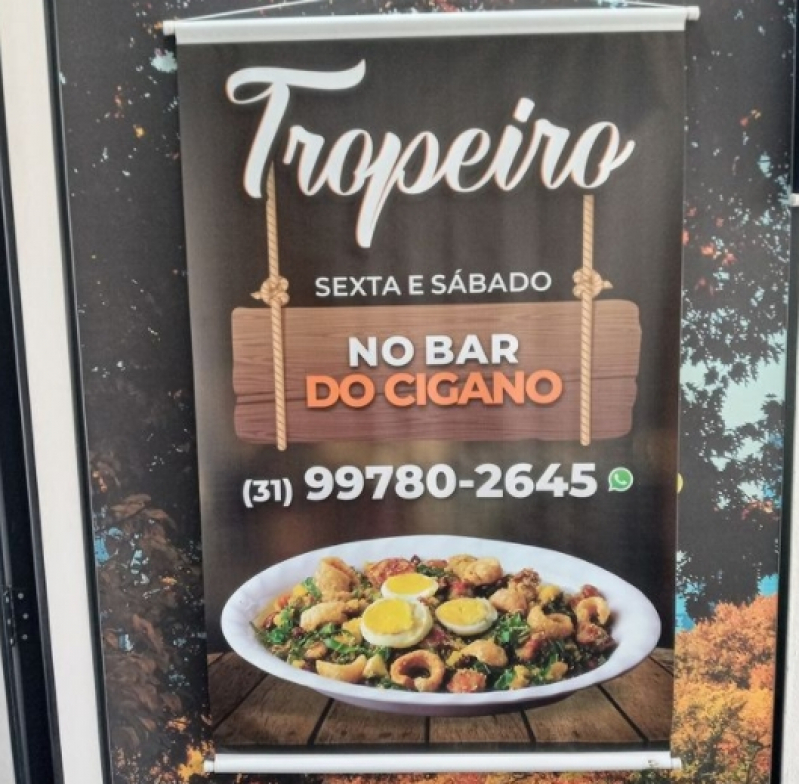 Tropeiro
SEXTA E SÁBADO
NO BAR
DO CIGANO
(31) 99780-2645